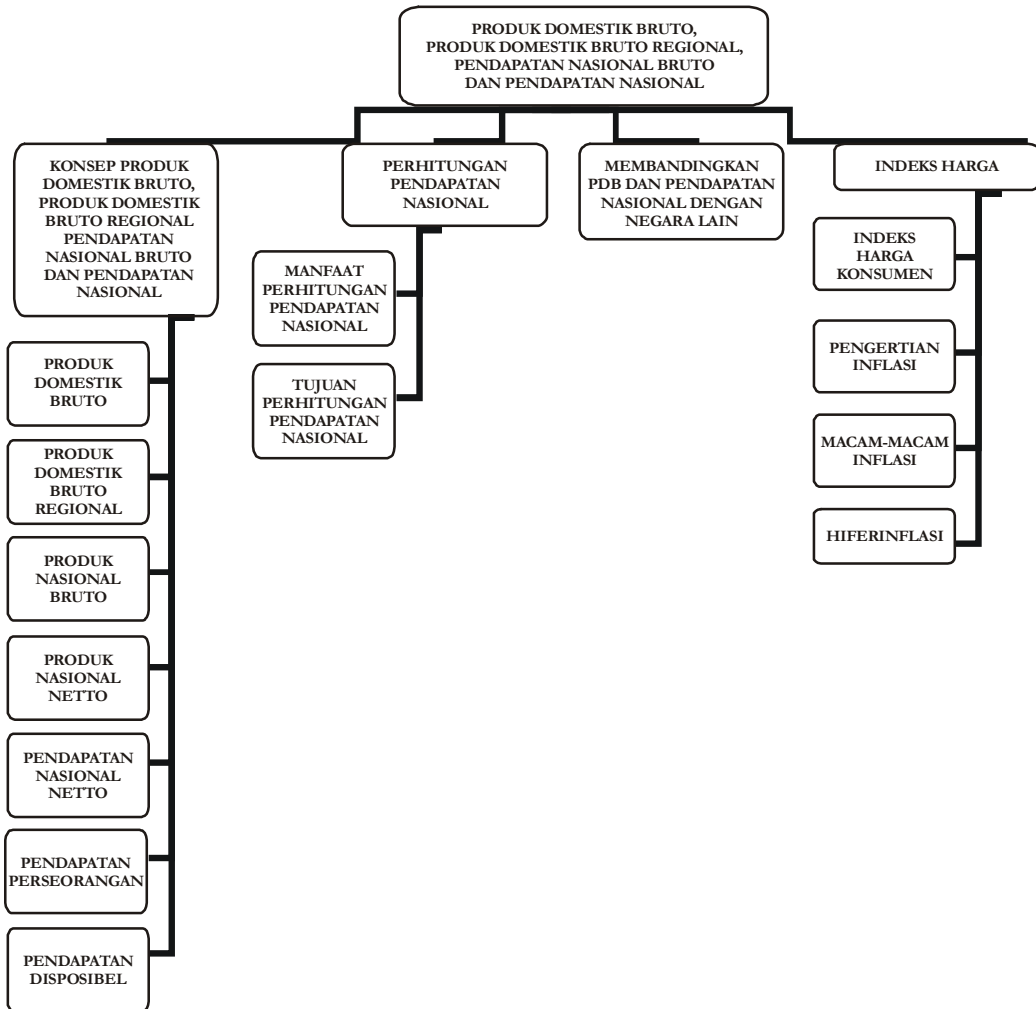 PRODUK DOMESTIK BRUTO,
PRODUK DOMESTIK BRUTO REGIONAL,
PENDAPATAN NASIONAL BRUTO
DAN PENDAPATAN NASIONAL
KONSEP PRODUK
DOMESTIK BRUTO,
PRODUK DOMESTIK
BRUTO REGIONAL
PENDAPATAN
NASIONAL BRUTO
DAN PENDAPATAN
NASIONAL
PRODUK
DOMESTIK
BRUTO
PRODUK
DOMESTIK
BRUTO
REGIONAL
PRODUK
NASIONAL
BRUTO
PRODUK
NASIONAL
NETTO
PENDAPATAN
NASIONAL
NETTO
PENDAPATAN
PERSEORANGAN
PENDAPATAN
DISPOSIBEL
PERHITUNGAN
PENDAPATAN
NASIONAL
MANFAAT
PERHITUNGAN
PENDAPATAN
NASIONAL
TUJUAN
PERHITUNGAN
PENDAPATAN
NASIONAL
MEMBANDINGKAN
PDB DAN PENDAPATAN
NASIONAL DENGAN
NEGARA LAIN
INDEKS HARGA
INDEKS
HARGA
KONSUMEN
PENGERTIAN
INFLASI
MACAM-MACAM
INFLASI
HIFERINFLASI